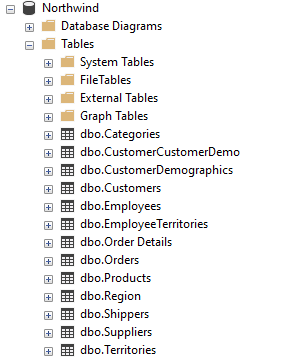 Northwind
Database Diagrams
Tables
System Tables
FileTables
External Tables
Graph Tables
dbo.Categories
dbo.CustomerCustomerDemo
dbo.CustomerDemographics
dbo.Customers
dbo.Employees
dbo.EmployeeTerritories
dbo.Order Details
dbo.Orders
dbo.Products
dbo.Region
dbo.Shippers
dbo.Suppliers
dbo.Territories